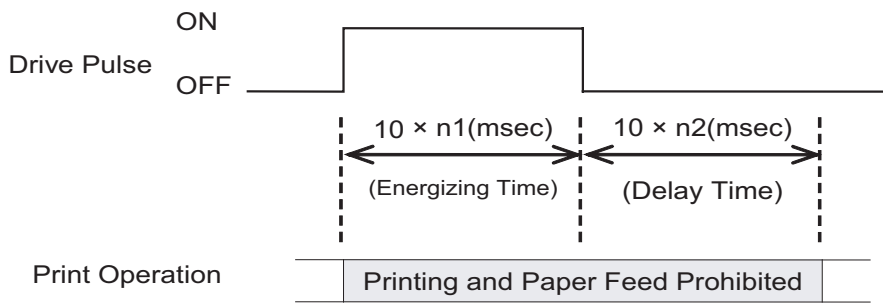 ON
Drive Pulse
OFF
10 × n1(msec)
10 × n2(msec)
(Energizing Time)
(Delay Time)
Print Operation
Printing and Paper Feed Prohibited